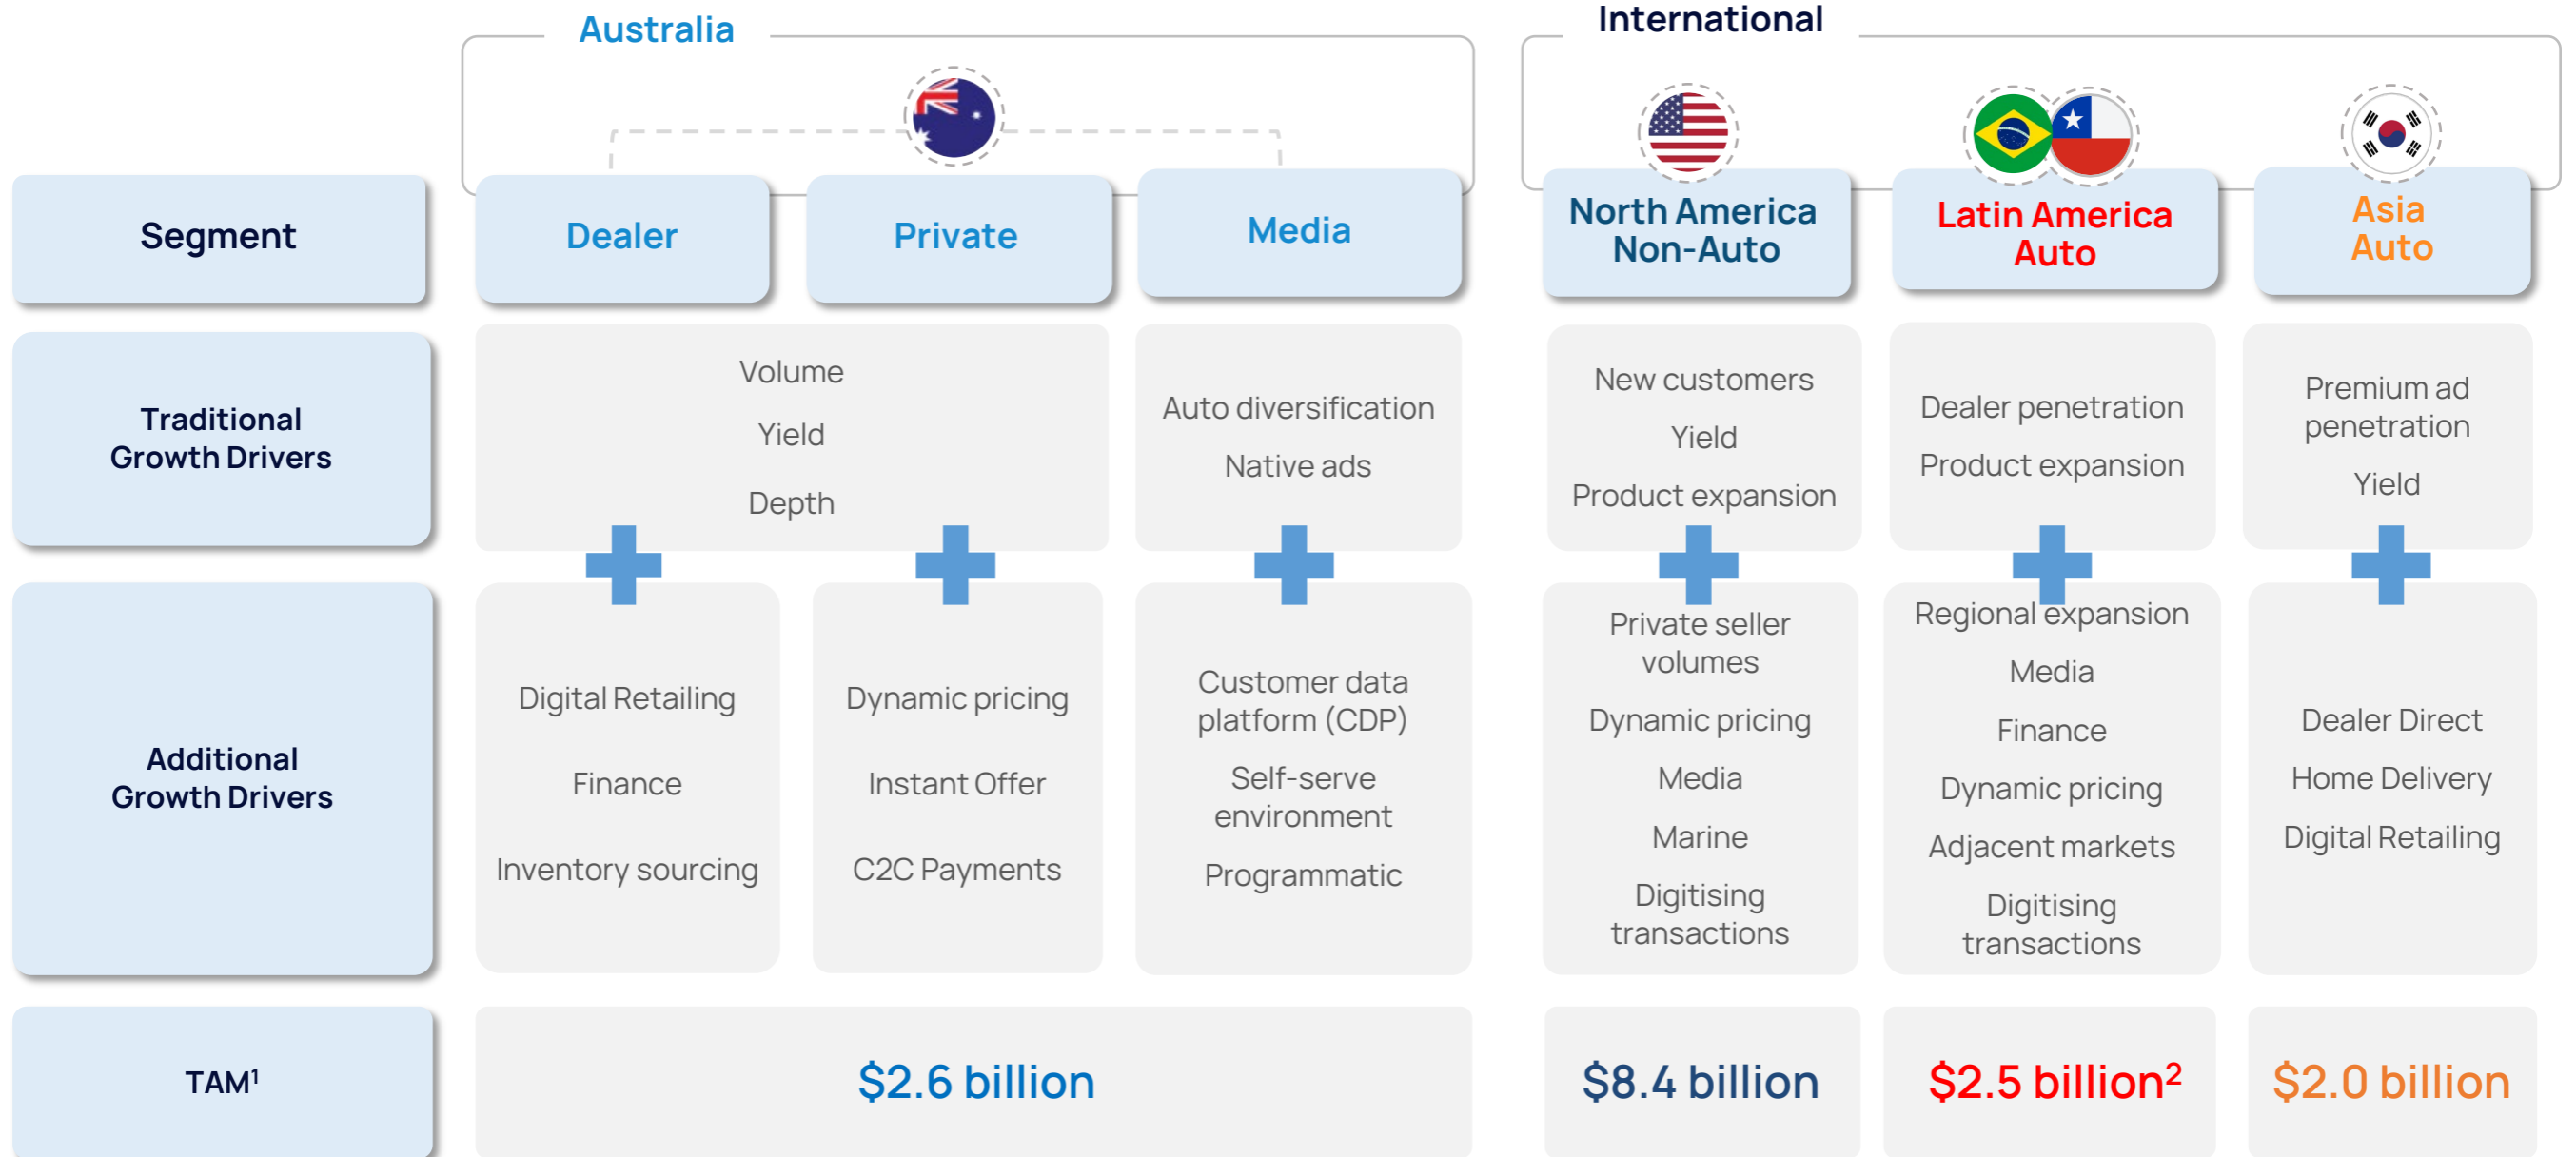 Australia
International
Segment
Dealer
Private
Media
North America
Non-Auto
Latin America
Auto
Asia
Auto
Traditional
Growth Drivers
Volume
Yield
Depth
Auto diversification
Native ads
New customers
Yield
Product expansion
Dealer penetration
Product expansion
Premium ad
penetration
Yield
Additional
Growth Drivers
Digital Retailing
Finance
Inventory sourcing
Dynamic pricing
Instant Offer
C2C Payments
Customer data
platform (CDP)
Self-serve
environment
Programmatic
Private seller
volumes
Dynamic pricing
Media
Marine
Digitising
transactions
Regional expansion
Media
Finance
Dynamic pricing
Adjacent markets
Digitising
transactions
Dealer Direct
Home Delivery
Digital Retailing
TAM¹
$2.6 billion
$8.4 billion
$2.5 billion²
$2.0 billion